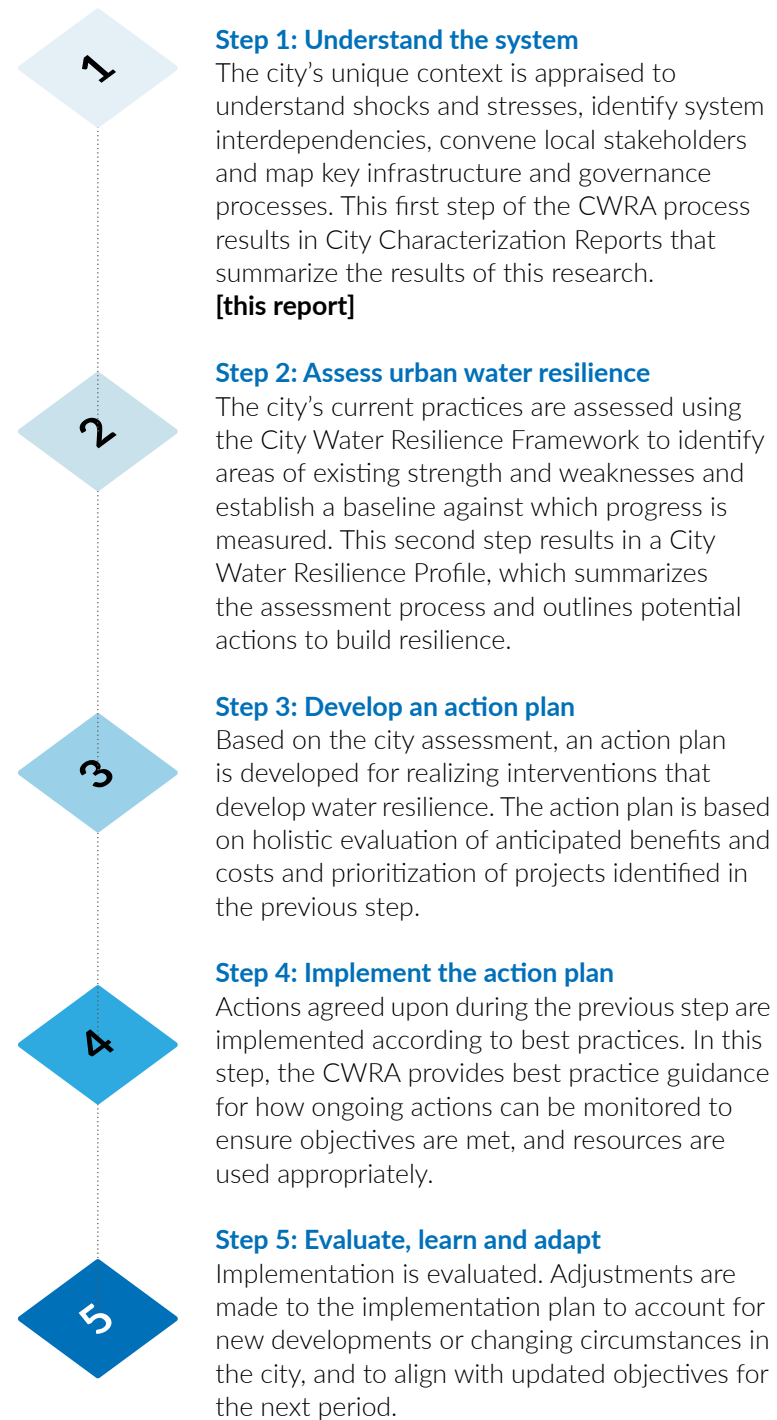 1
Step 1: Understand the system
The city's unique context is appraised to
understand shocks and stresses, identify system
interdependencies, convene local stakeholders
and map key infrastructure and governance
processes. This first step of the CWRA process
results in City Characterization Reports that
summarize the results of this research.
[this report]
2
Step 2: Assess urban water resilience
The city's current practices are assessed using
the City Water Resilience Framework to identify
areas of existing strength and weaknesses and
establish a baseline against which progress is
measured. This second step results in a City
Water Resilience Profile, which summarizes
the assessment process and outlines potential
actions to build resilience.
3
Step 3: Develop an action plan
Based on the city assessment, an action plan
is developed for realizing interventions that
develop water resilience. The action plan is based
on holistic evaluation of anticipated benefits and
costs and prioritization of projects identified in
the previous step.
4
Step 4: Implement the action plan
Actions agreed upon during the previous step are
implemented according to best practices. In this
step, the CWRA provides best practice guidance
for how ongoing actions can be monitored to
ensure objectives are met, and resources are
used appropriately.
5
Step 5: Evaluate, learn and adapt
Implementation is evaluated. Adjustments are
made to the implementation plan to account for
new developments or changing circumstances in
the city, and to align with updated objectives for
the next period.